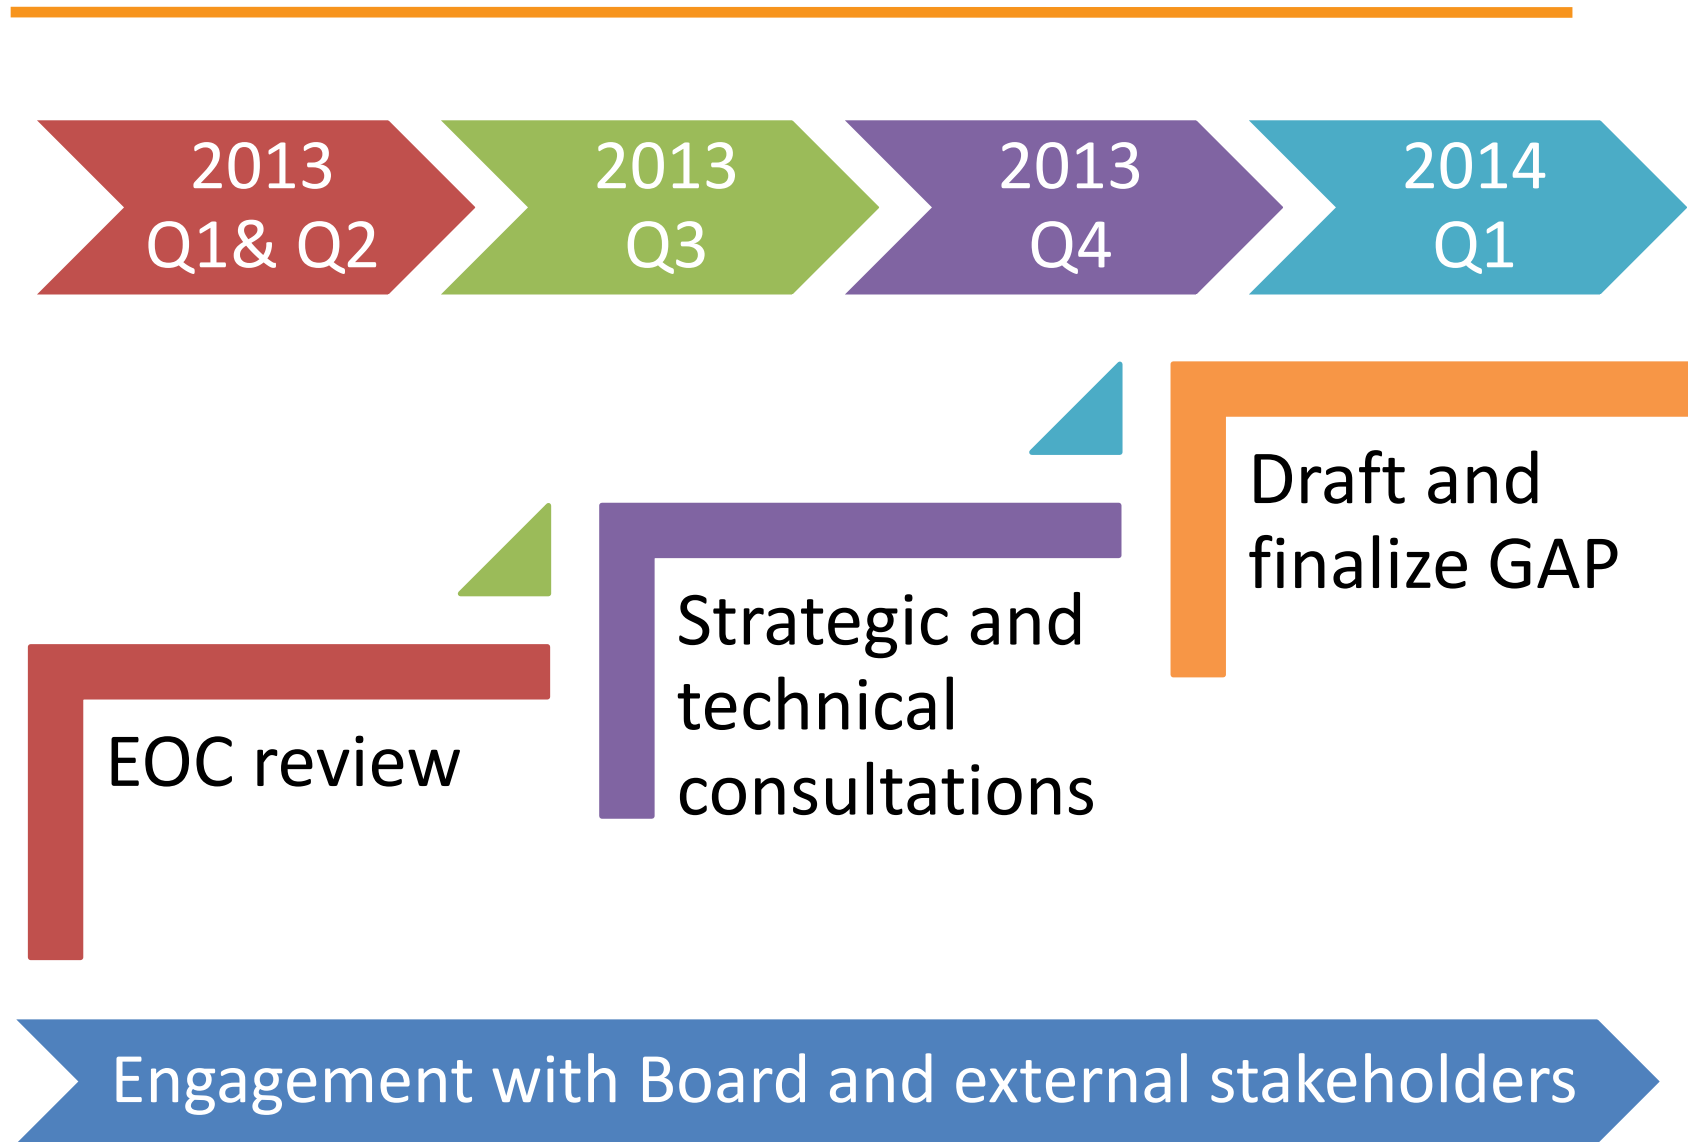 2013
Q1& Q2
2013
Q3
2013
Q4
2014
Q1
EOC review
Strategic and
technical
consultations
Draft and
finalize GAP
Engagement with Board and external stakeholders